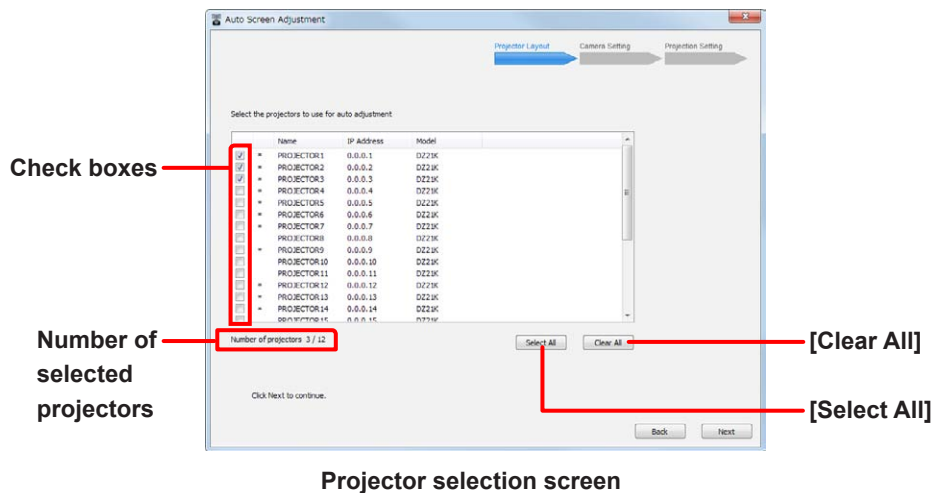 Auto Screen Adjustment
Projector Layout Camera Setting Projection Setting
Select the projectors to use for auto adjustment
Name IP Address Model
* PROJECTOR1 0.0.0.1 DZ21K
* PROJECTOR2 0.0.0.2 DZ21K
* PROJECTOR3 0.0.0.3 DZ21K
* PROJECTOR4 0.0.0.4 DZ21K
* PROJECTOR5 0.0.0.5 DZ21K
* PROJECTOR6 0.0.0.6 DZ21K
* PROJECTOR7 0.0.0.7 DZ21K
PROJECTOR8 0.0.0.8 DZ21K
* PROJECTOR9 0.0.0.9 DZ21K
PROJECTOR10 0.0.0.10 DZ21K
PROJECTOR11 0.0.0.11 DZ21K
* PROJECTOR12 0.0.0.12 DZ21K
* PROJECTOR13 0.0.0.13 DZ21K
* PROJECTOR14 0.0.0.14 DZ21K
PROJECTOR15 0.0.0.15 DZ21K
Check boxes
Number of projectors 3 / 12
Select All Clear All
Number of
selected
projectors
[Clear All]
[Select All]
Click Next to continue.
Back Next
Projector selection screen